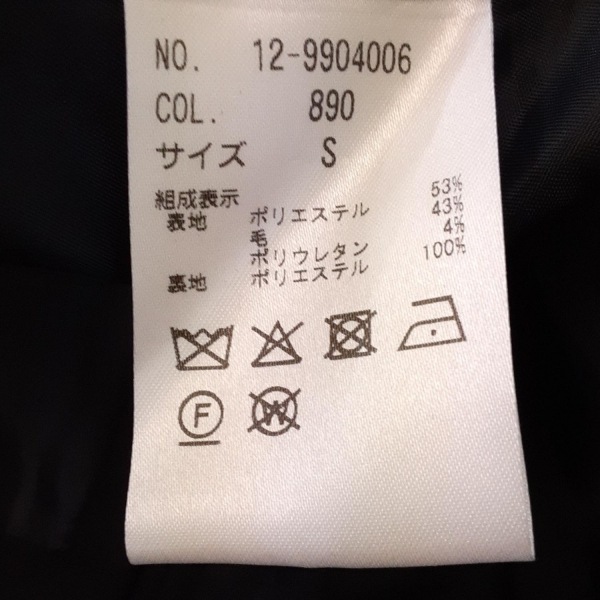 NO. 12-9904006
COL. 890
サイズ S
組成表示
表地 ポリエステル 53%
毛 43%
ポリウレタン 4%
裏地 ポリエステル 100%
F
W